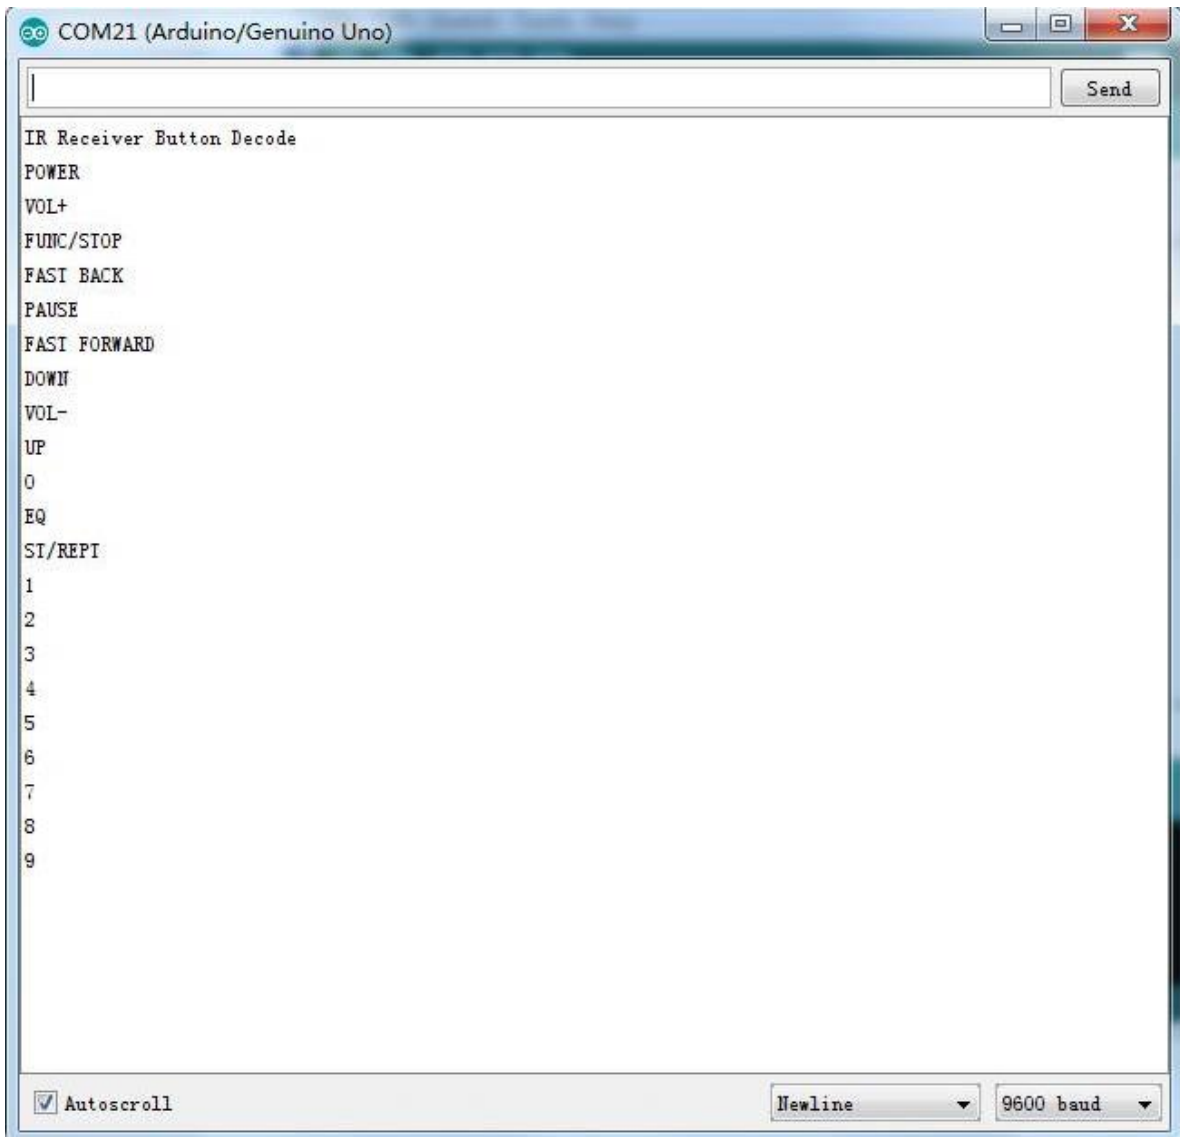 COM21 (Arduino/Genuino Uno)
Send
IR Receiver Button Decode
POWER
VOL+
FUNC/STOP
FAST BACK
PAUSE
FAST FORWARD
DOWN
VOL-
UP
0
EQ
ST/REPT
1
2
3
4
5
6
7
8
9
Autoscroll
Newline
9600 baud